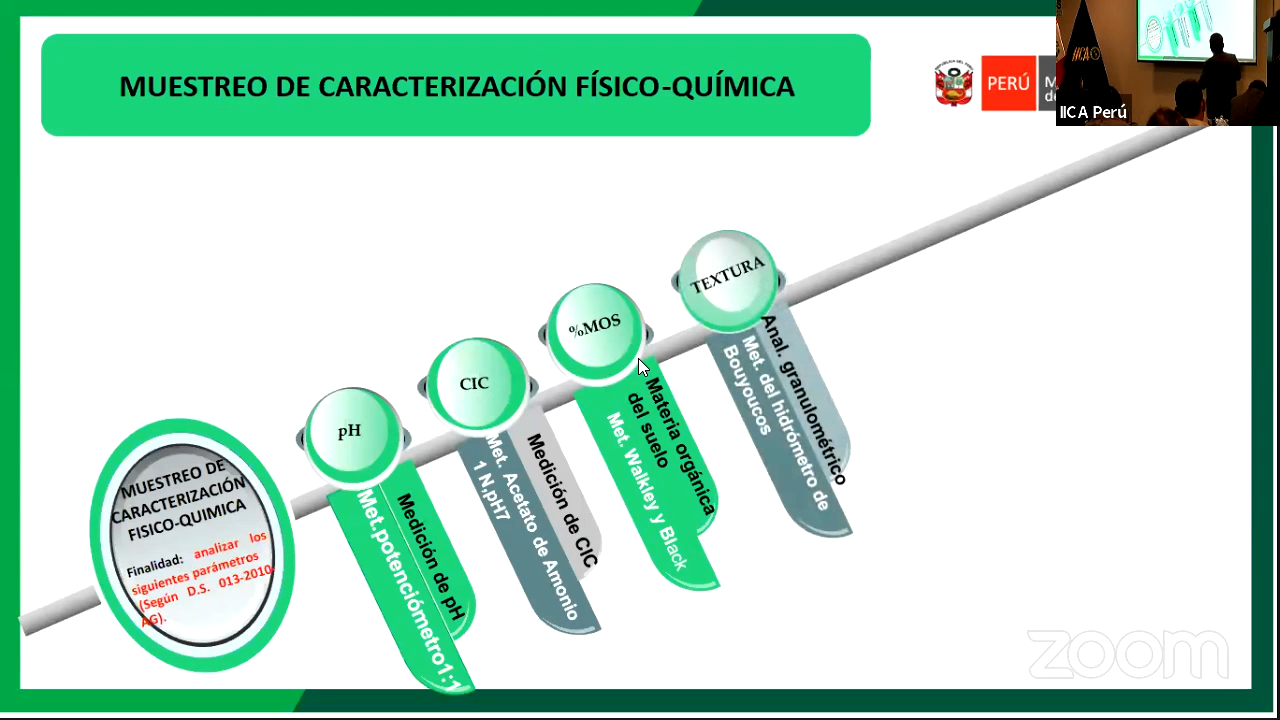 MUESTREO DE CARACTERIZACIÓN FÍSICO-QUÍMICA
PERÚ
M
de
IICA
IICA Perú
TEXTURA
Anal. granulométrico
Met. del hidrómetro de
Bouyoucos
%MOS
Materia orgánica
del suelo
Met. Walkley y Black
CIC
Medición de CIC
Met. Acetato de Amonio
1 N,pH7
pH
Medición de pH
Met.potenciómetro1:1
MUESTREO DE
CARACTERIZACIÓN
FISICO-QUIMICA
Finalidad: analizar los
siguientes parámetros
(Según D.S. 013-2010
AG).
zoom